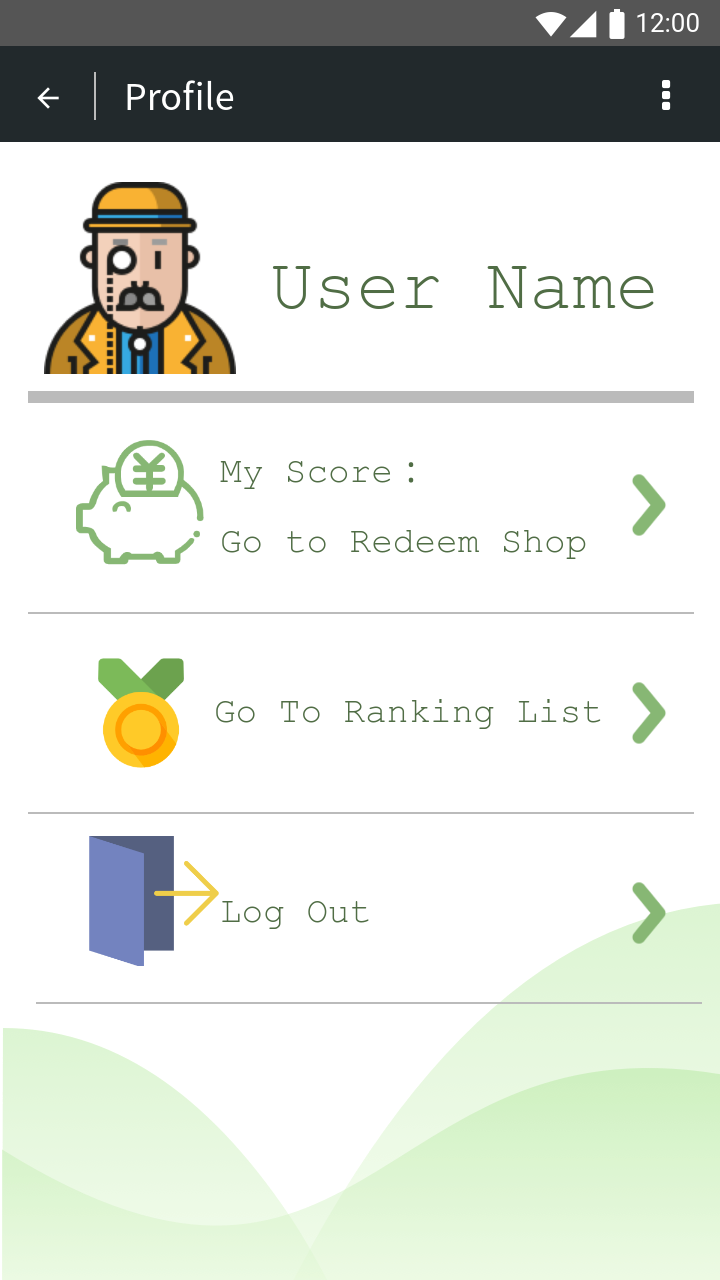 12:00
Profile
User Name
¥
My Score：
Go to Redeem Shop
Go To Ranking List
Log Out